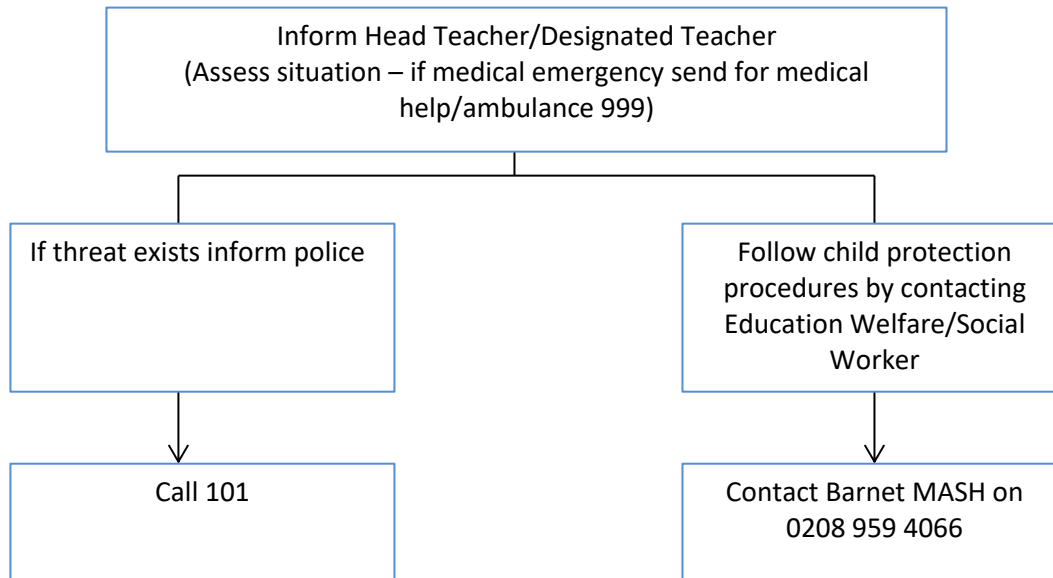 Inform Head Teacher/Designated Teacher
(Assess situation – if medical emergency send for medical
help/ambulance 999)
If threat exists inform police
Follow child protection
procedures by contacting
Education Welfare/Social
Worker
Call 101
Contact Barnet MASH on
0208 959 4066